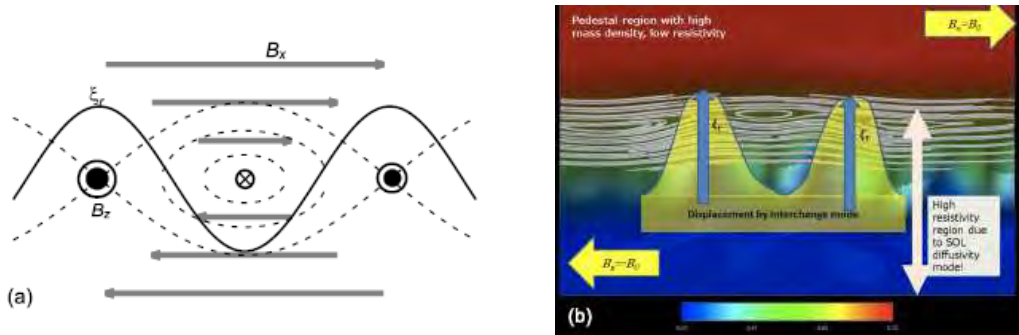 B_x
ξ_r
B_z
(a)
Pedestal region with high
mass density, low resistivity
B_x=B_0
ξ_r
ξ_r
Displacement by interchange mode
High
resistivity
region due
to SOL
diffusivity
model
B_x=-B_0
(b)